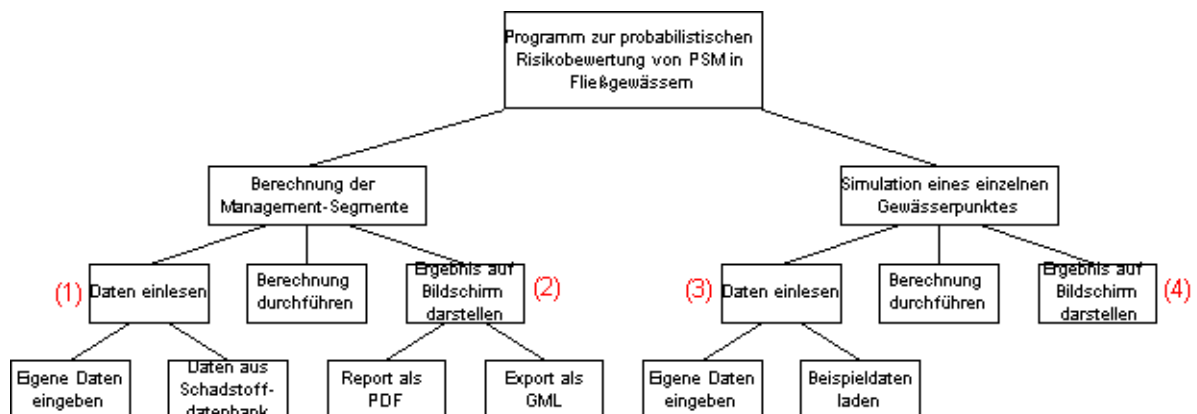 Programm zur probabilistischen
Risikobewertung von PSM in
Fließgewässern
Berechnung der
Management-Segmente
Simulation eines einzelnen
Gewässerpunktes
(1)
Daten einlesen
Berechnung
durchführen
Ergebnis auf
Bildschirm
darstellen
(2)
(3)
Daten einlesen
Berechnung
durchführen
Ergebnis auf
Bildschirm
darstellen
(4)
Eigene Daten
eingeben
Daten aus
Schadstoff-
datenbank
Report als
PDF
Export als
GML
Eigene Daten
eingeben
Beispieldaten
laden